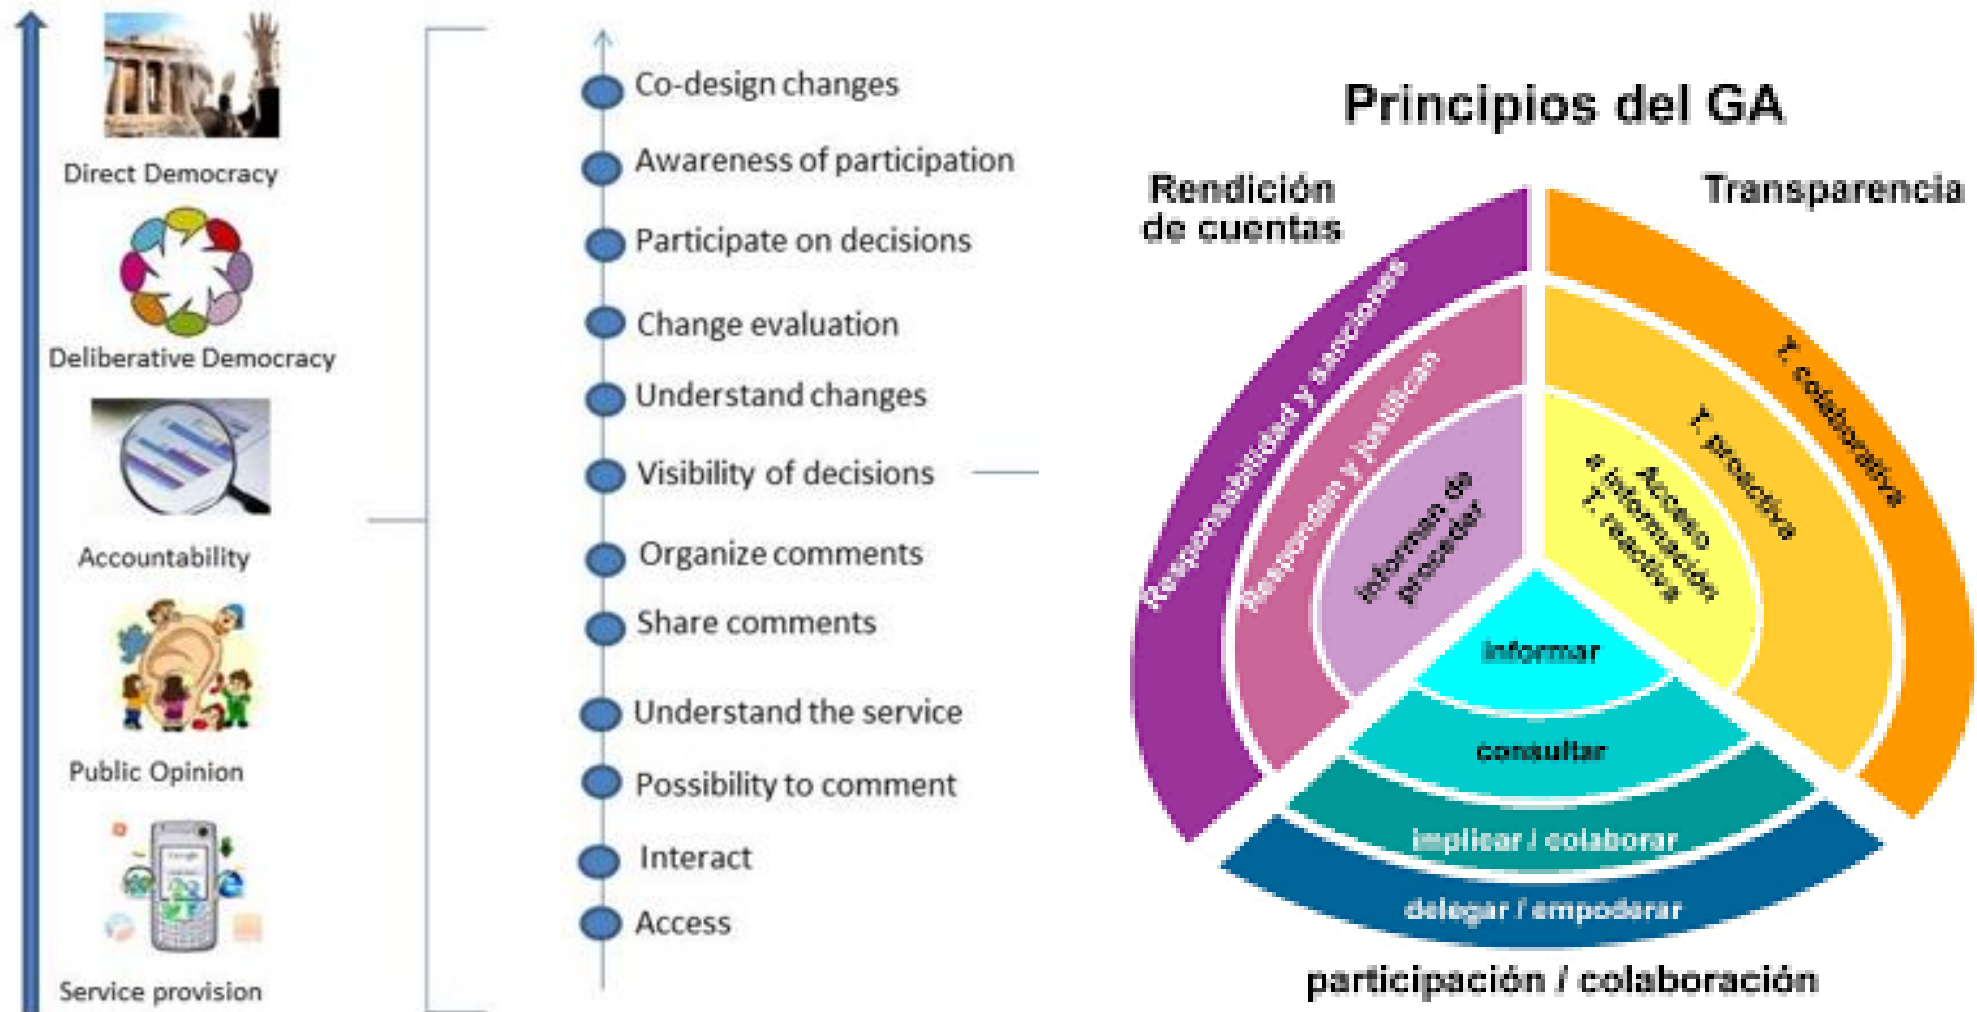 Direct Democracy
Deliberative Democracy
Accountability
Public Opinion
Service provision
Co-design changes
Awareness of participation
Participate on decisions
Change evaluation
Understand changes
Visibility of decisions
Organize comments
Share comments
Understand the service
Possibility to comment
Interact
Access
Principios del GA
Rendición
de cuentas
Transparencia
Responsabilidad y sanciones
Responden y justifican
informan de
proceder
T. colaborativa
T. proactiva
Acceso
a información
T. reactiva
informar
consultar
implicar / colaborar
delegar / empoderar
participación / colaboración